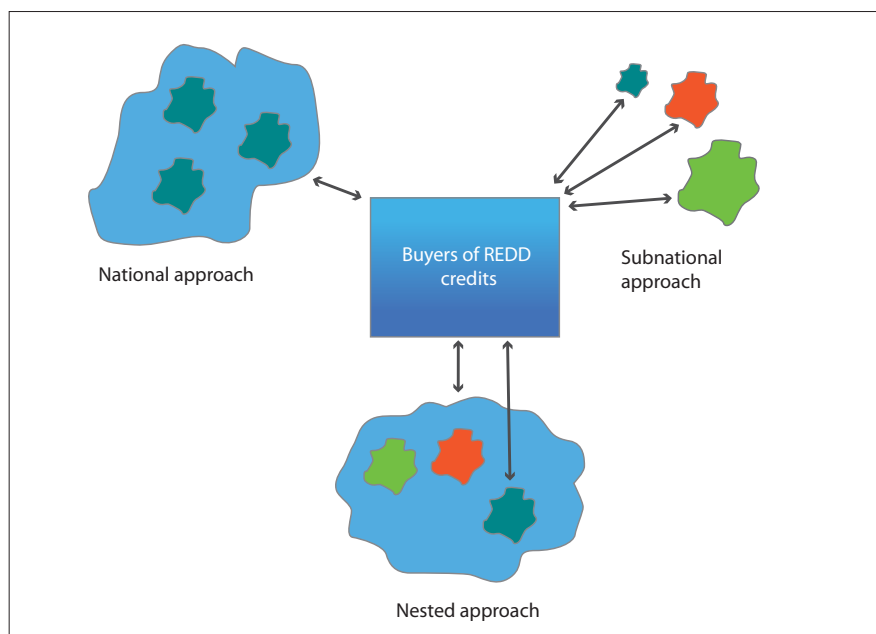 National approach
Buyers of REDD
credits
Subnational
approach
Nested approach